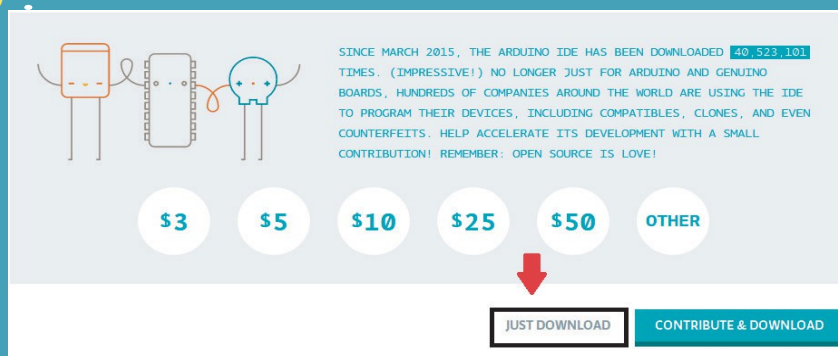 SINCE MARCH 2015, THE ARDUINO IDE HAS BEEN DOWNLOADED 40,523,101
TIMES. (IMPRESSIVE!) NO LONGER JUST FOR ARDUINO AND GENUINO
BOARDS, HUNDREDS OF COMPANIES AROUND THE WORLD ARE USING THE IDE
TO PROGRAM THEIR DEVICES, INCLUDING COMPATIBLES, CLONES, AND EVEN
COUNTERFEITS. HELP ACCELERATE ITS DEVELOPMENT WITH A SMALL
CONTRIBUTION! REMEMBER: OPEN SOURCE IS LOVE!
$3 $5 $10 $25 $50 OTHER
JUST DOWNLOAD CONTRIBUTE & DOWNLOAD